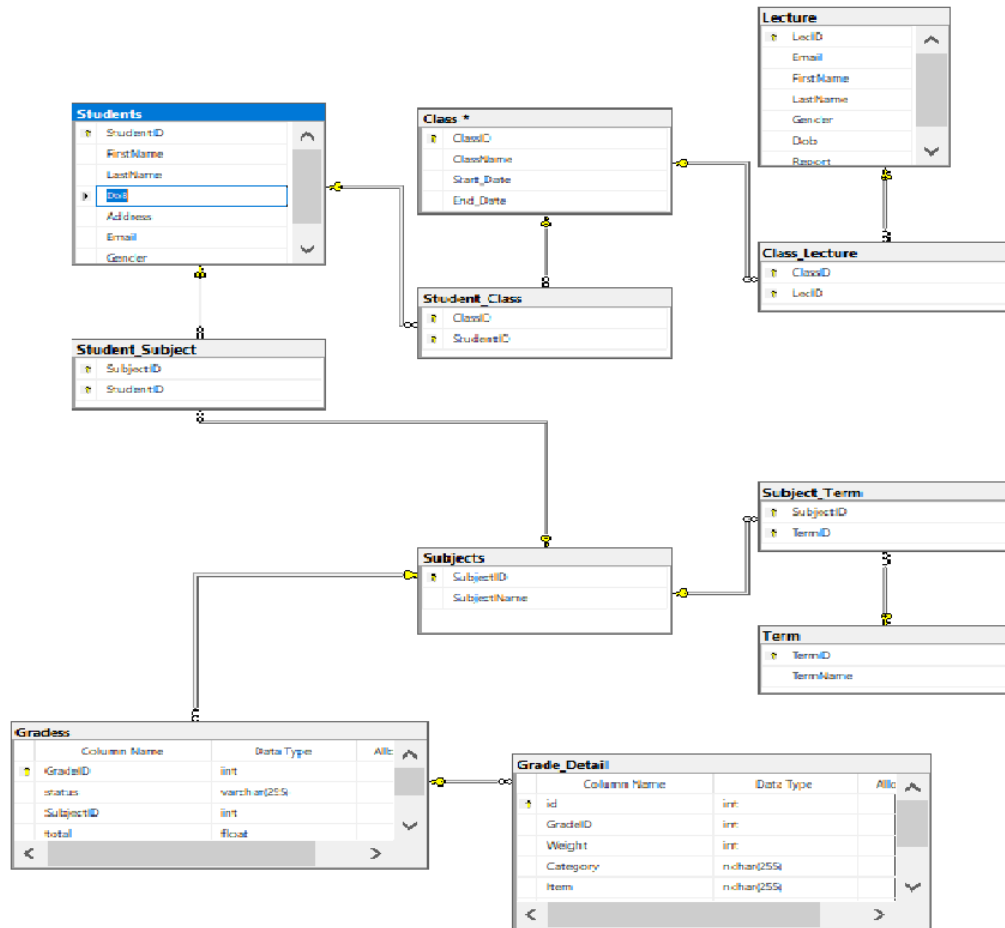 Lecture
LecID
Email
FirstName
LastName
Gender
Dob
Report
Students
StudentID
FirstName
LastName
DoB
Address
Email
Gender
Class *
ClassID
ClassName
Start_Date
End_Date
Class_Lecture
ClassID
LecID
Student_Class
ClassID
StudentID
Student_Subject
SubjectID
StudentID
Subject_Term
SubjectID
TermID
Subjects
SubjectID
SubjectName
Term
TermID
TermName
Gradess
Column Name Data Type
GradeID int
status varchar(255)
SubjectID int
total float
Grade_Detail
Column Name Data Type
id int
GradeID int
Weight int
Category nchar(255)
Item nchar(255)